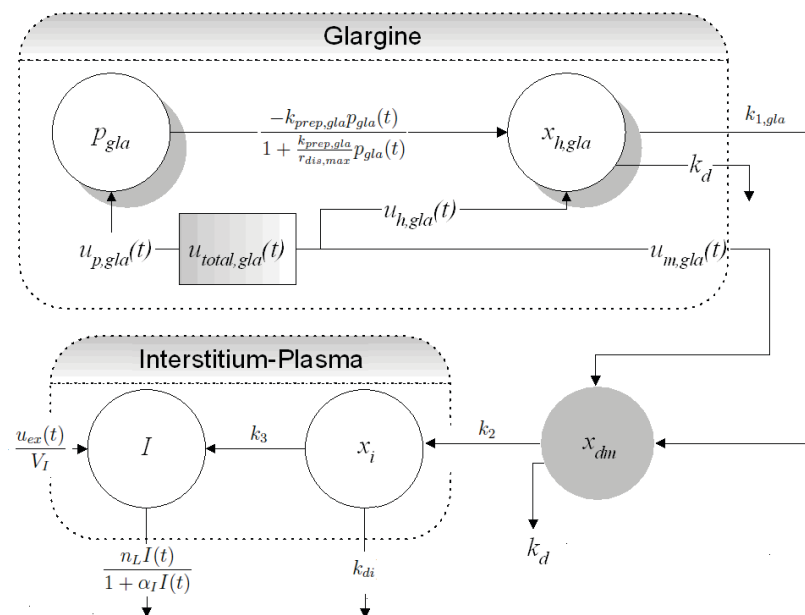 Glargine
p_gla
\frac{-k_{prep,gla}p_{gla}(t)}{1 + \frac{k_{prep,gla}}{r_{dis,max}}p_{gla}(t)}
x_{h,gla}
k_{1,gla}
k_d
u_{h,gla}(t)
u_{p,gla}(t)
u_{total,gla}(t)
u_{m,gla}(t)
Interstitium-Plasma
\frac{u_{ex}(t)}{V_I}
I
k_3
x_i
k_2
x_{dm}
k_d
\frac{n_L I(t)}{1 + \alpha_I I(t)}
k_{di}